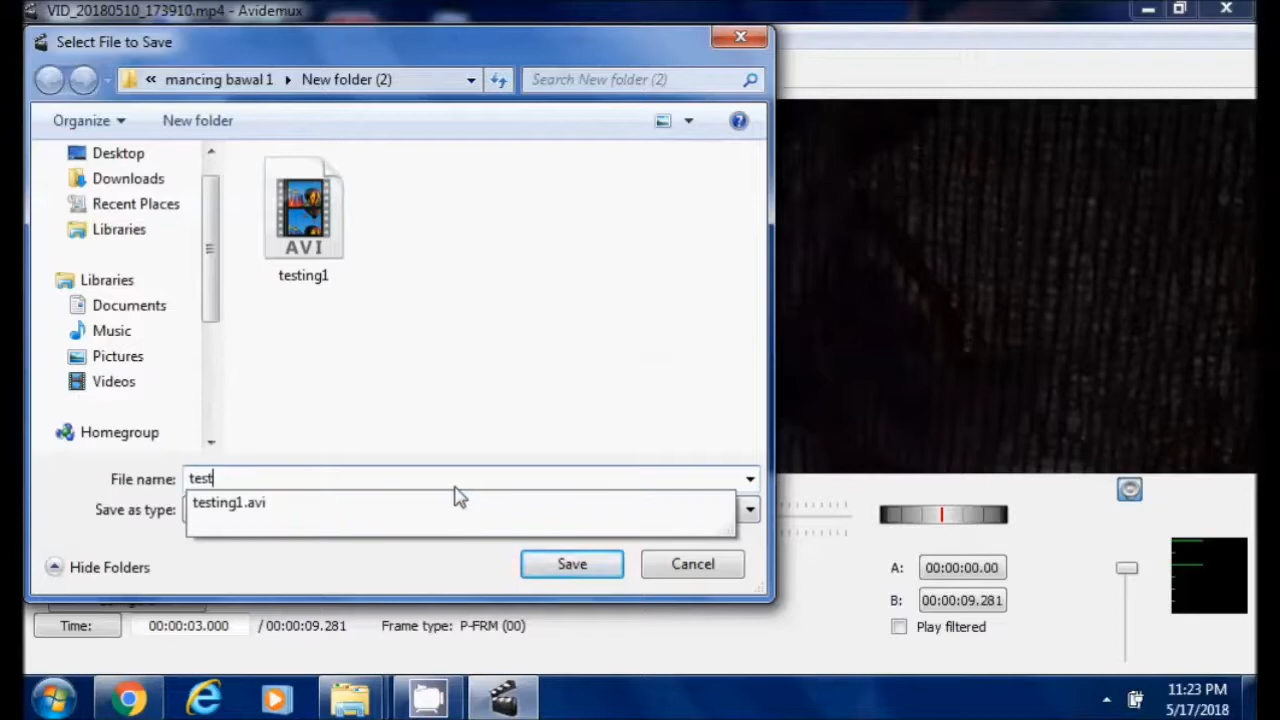 VID_20180510_173910.mp4 - Avidemux
Select File to Save
« mancing bawal 1 New folder (2)
Search New folder (2)
Organize New folder
Desktop
Downloads
Recent Places
Libraries
Libraries
Documents
Music
Pictures
Videos
Homegroup
AVI
testing1
File name: test
testing1.avi
Save as type:
Hide Folders
Save
Cancel
A: 00:00:00.00
B: 00:00:09.281
Play filtered
Time: 00:00:03.000 / 00:00:09.281 Frame type: P-FRM (00)
11:23 PM
5/17/2018